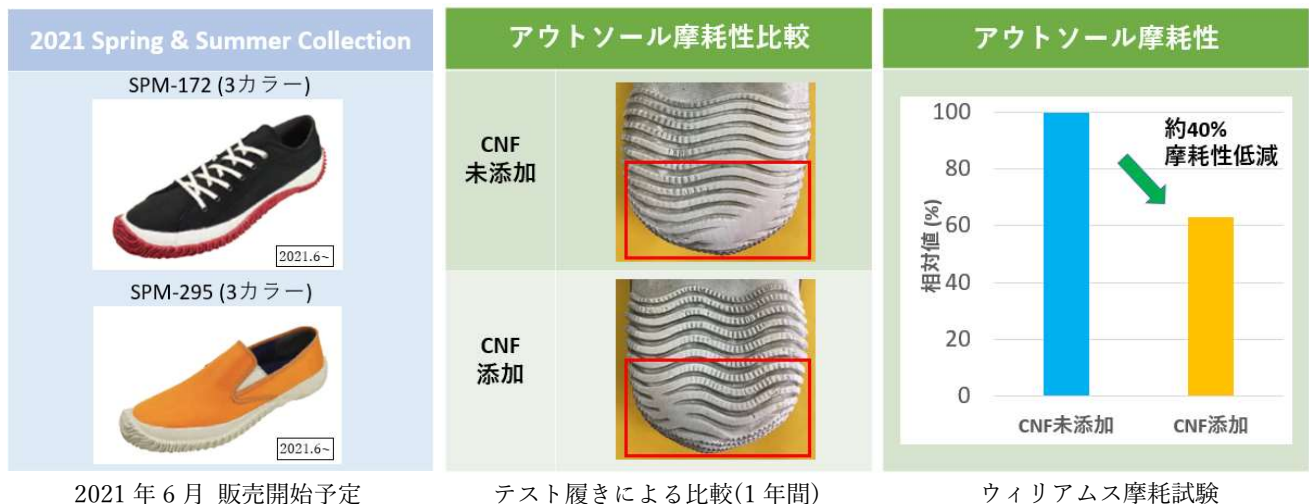 2021 Spring & Summer Collection
SPM-172 (3カラー)
2021.6~
SPM-295 (3カラー)
2021.6~
2021 年 6 月 販売開始予定
アウトソール摩耗性比較
CNF
未添加
CNF
添加
テスト履きによる比較(1 年間)
アウトソール摩耗性
相対値 (%)
100
80
60
40
20
0
約40%
摩耗性低減
CNF未添加
CNF添加
ウィリアムス摩耗試験